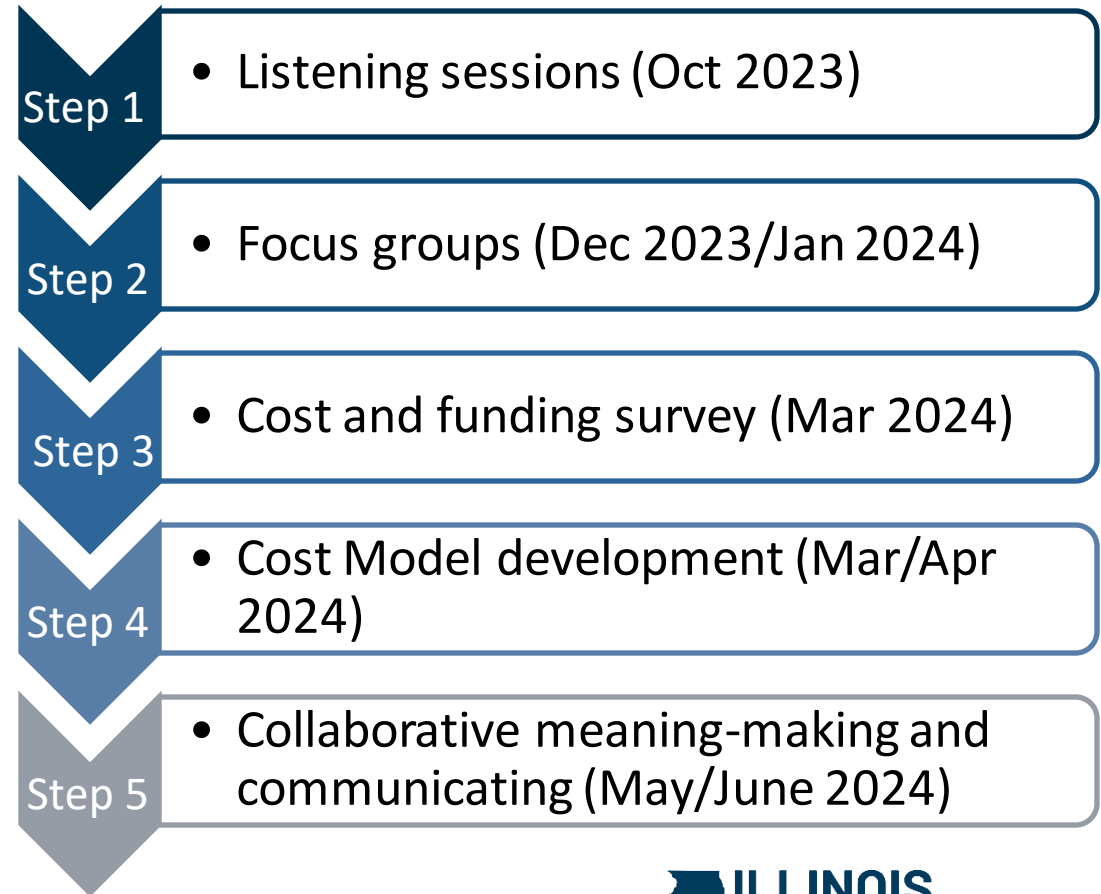 Step 1
• Listening sessions (Oct 2023)
Step 2
• Focus groups (Dec 2023/Jan 2024)
Step 3
• Cost and funding survey (Mar 2024)
Step 4
• Cost Model development (Mar/Apr
2024)
Step 5
• Collaborative meaning-making and
communicating (May/June 2024)
ILLINOIS